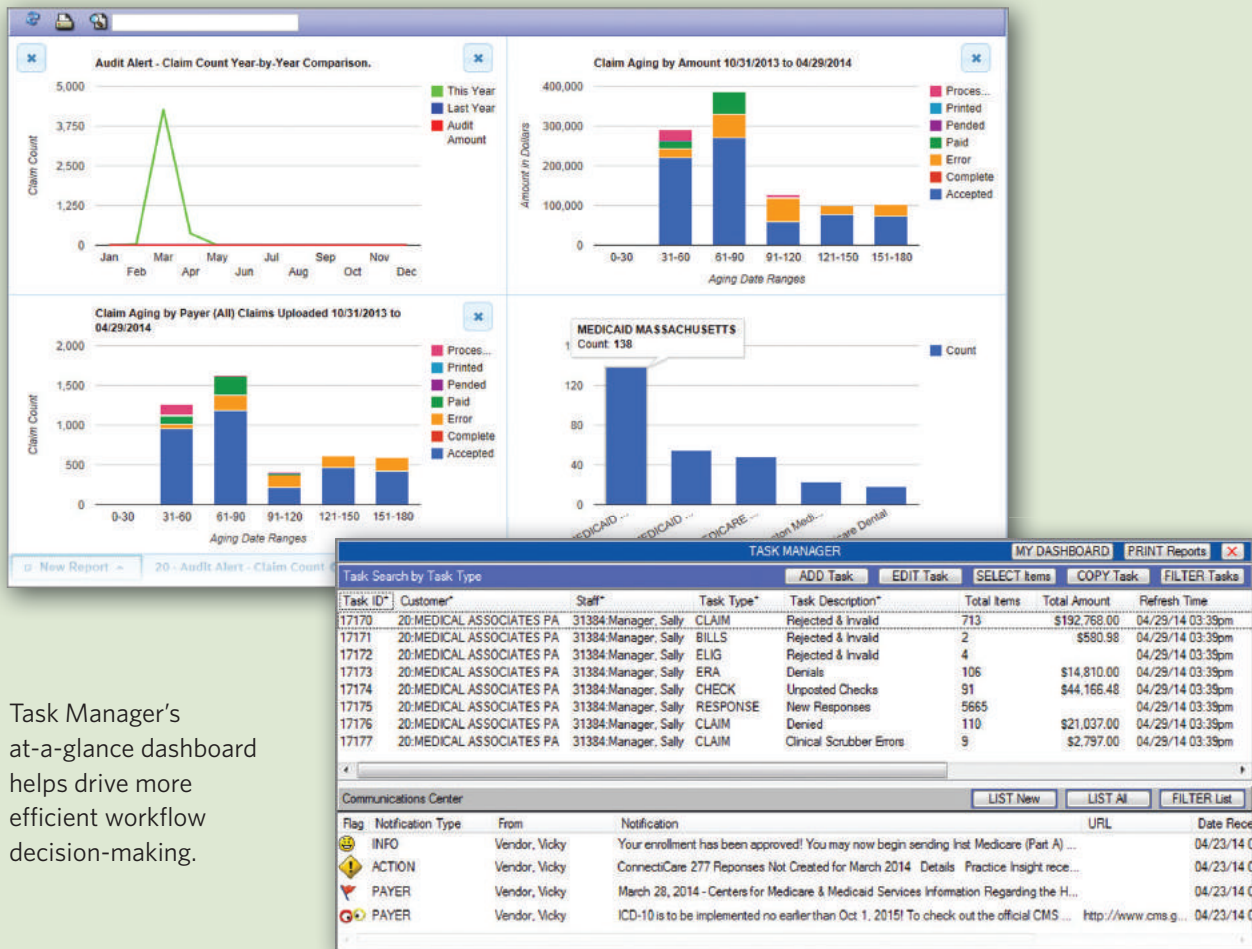 Audit Alert - Claim Count Year-by-Year Comparison.
5,000
3,750
2,500
1,250
0
Claim Count
Jan Feb Mar Apr May Jun Jul Aug Sep Oct Nov Dec
This Year
Last Year
Audit
Amount
Claim Aging by Amount 10/31/2013 to 04/29/2014
400,000
300,000
200,000
100,000
0
Amount in Dollars
0-30 31-60 61-90 91-120 121-150 151-180
Aging Date Ranges
Proces...
Printed
Pended
Paid
Error
Complete
Accepted
Claim Aging by Payer (All) Claims Uploaded 10/31/2013 to
04/29/2014
2,000
1,500
1,000
500
0
Claim Count
0-30 31-60 61-90 91-120 121-150 151-180
Aging Date Ranges
Proces...
Printed
Pended
Paid
Error
Complete
Accepted
MEDICAID MASSACHUSETTS
Count: 138
120
80
40
0
MEDICAID ... MEDICAID ... MEDICARE ... Medi... Dental
Count
New Report 20 - Audit Alert - Claim Count
TASK MANAGER MY DASHBOARD PRINT Reports
Task Search by Task Type ADD Task EDIT Task SELECT Items COPY Task FILTER Tasks
Task ID* Customer* Staff* Task Type* Task Description* Total Items Total Amount Refresh Time
17170 20:MEDICAL ASSOCIATES PA 31384:Manager, Sally CLAIM Rejected & Invalid 713 $192,768.00 04/29/14 03:39pm
17171 20:MEDICAL ASSOCIATES PA 31384:Manager, Sally BILLS Rejected & Invalid 2 $580.98 04/29/14 03:39pm
17172 20:MEDICAL ASSOCIATES PA 31384:Manager, Sally ELIG Rejected & Invalid 4 04/29/14 03:39pm
17173 20:MEDICAL ASSOCIATES PA 31384:Manager, Sally ERA Denials 106 $14,810.00 04/29/14 03:39pm
17174 20:MEDICAL ASSOCIATES PA 31384:Manager, Sally CHECK Unposted Checks 91 $44,166.48 04/29/14 03:39pm
17175 20:MEDICAL ASSOCIATES PA 31384:Manager, Sally RESPONSE New Responses 5665 04/29/14 03:39pm
17176 20:MEDICAL ASSOCIATES PA 31384:Manager, Sally CLAIM Denied 110 $21,037.00 04/29/14 03:39pm
17177 20:MEDICAL ASSOCIATES PA 31384:Manager, Sally CLAIM Clinical Scrubber Errors 9 $2,797.00 04/29/14 03:39pm
Communications Center LIST New LIST All FILTER List
Flag Notification Type From Notification URL Date Rece
INFO Vendor, Vicky Your enrollment has been approved! You may now begin sending Inst Medicare (Part A) ... 04/23/14
ACTION Vendor, Vicky ConnectiCare 277 Reponses Not Created for March 2014 Details Practice Insight rece... 04/23/14
PAYER Vendor, Vicky March 28, 2014 - Centers for Medicare & Medicaid Services Information Regarding the H... 04/23/14
PAYER Vendor, Vicky ICD-10 is to be implemented no earlier than Oct 1, 2015! To check out the official CMS ... http://www.cms.g... 04/23/14
Task Manager's
at-a-glance dashboard
helps drive more
efficient workflow
decision-making.